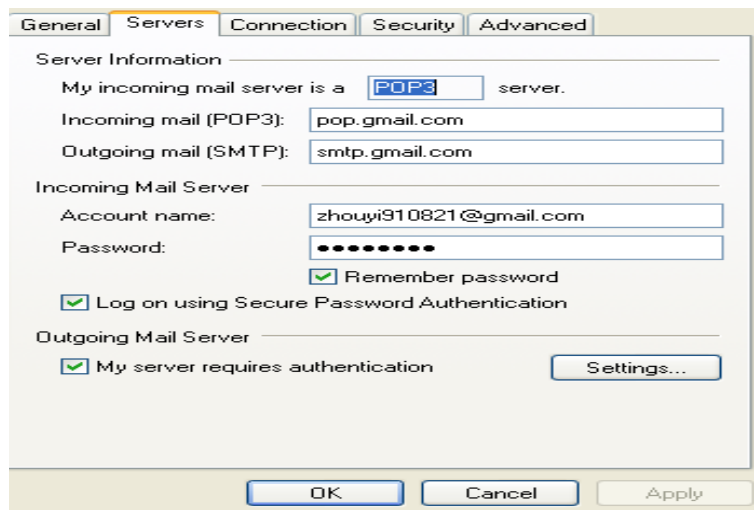 General Servers Connection Security Advanced
Server Information
My incoming mail server is a POP3 server.
Incoming mail (POP3): pop.gmail.com
Outgoing mail (SMTP): smtp.gmail.com
Incoming Mail Server
Account name: zhouyi910821@gmail.com
Password: ●●●●●●●●
Remember password
Log on using Secure Password Authentication
Outgoing Mail Server
My server requires authentication Settings...
OK Cancel Apply